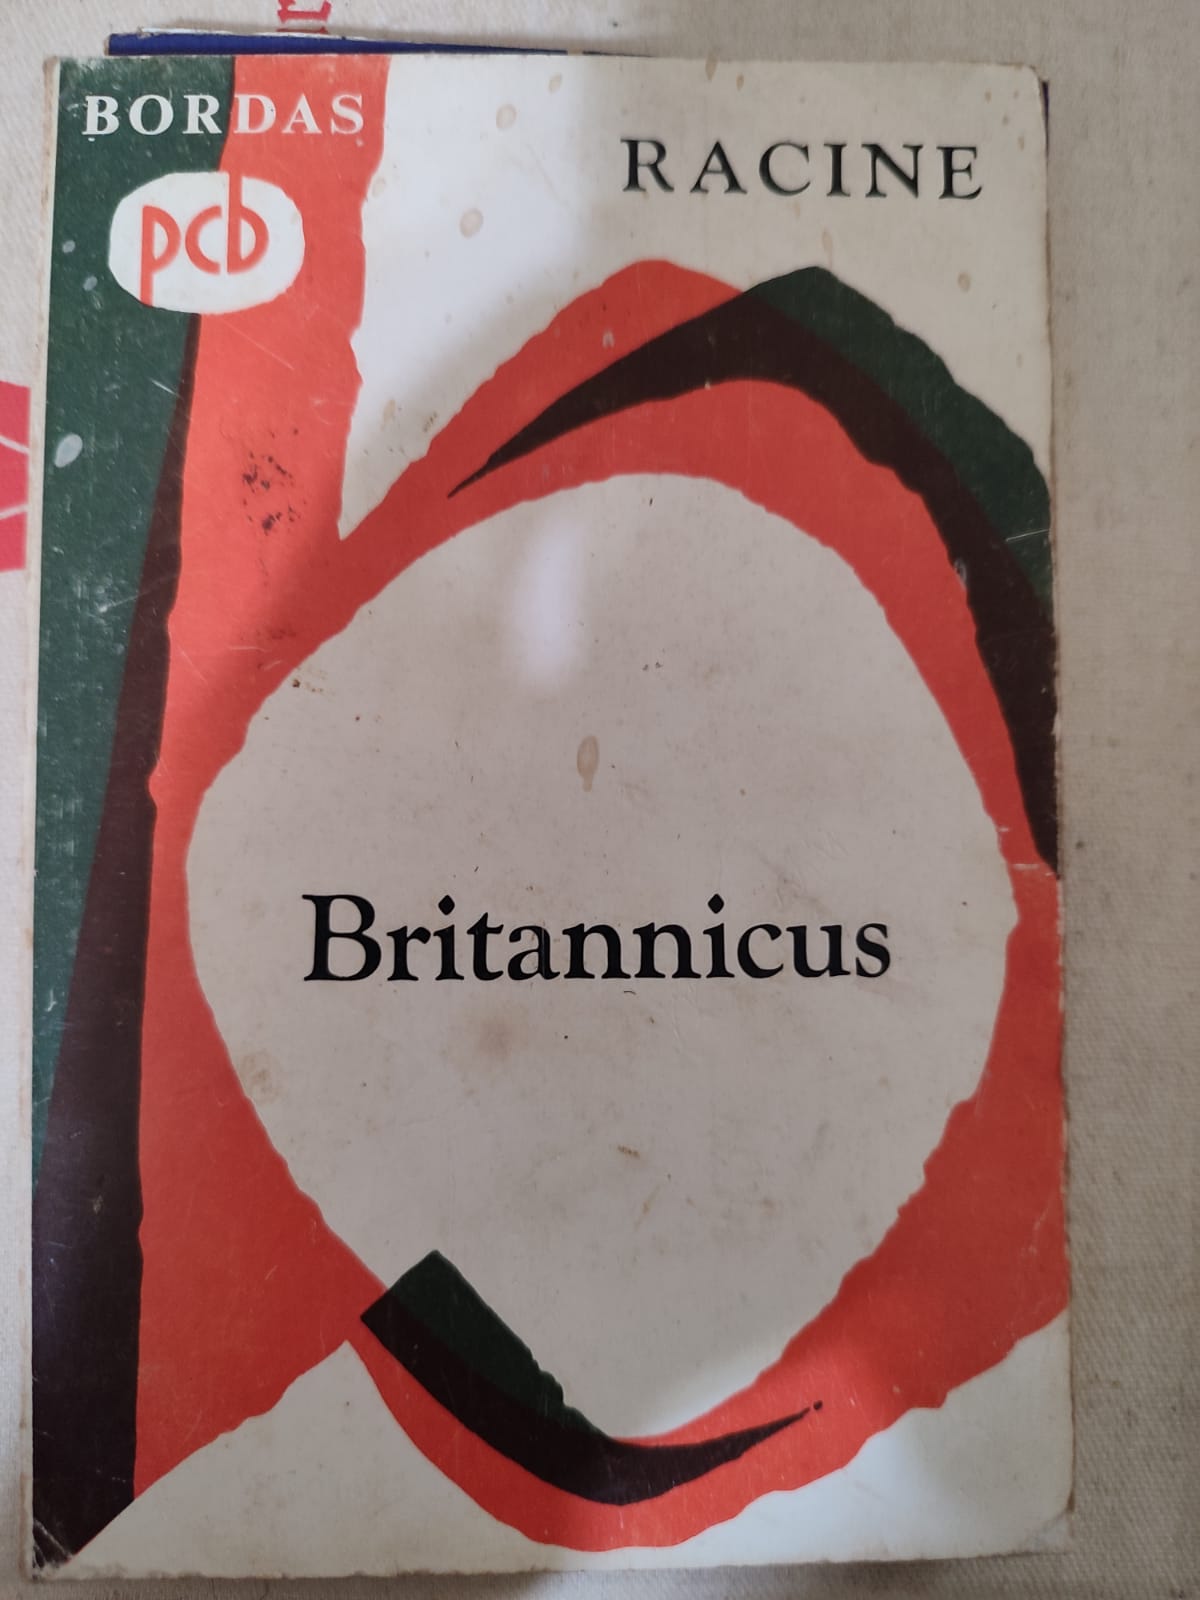 BORDAS
pcb
RACINE
Britannicus